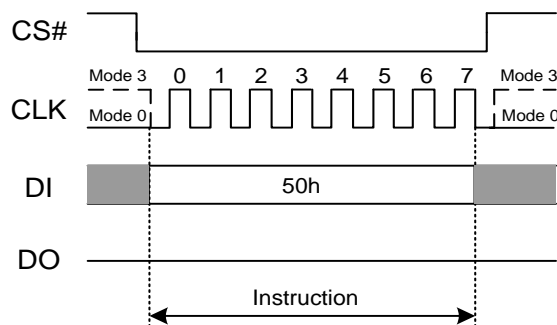 CS#
Mode 3 0 1 2 3 4 5 6 7 Mode 3
CLK
Mode 0 Mode 0
DI 50h
DO
Instruction